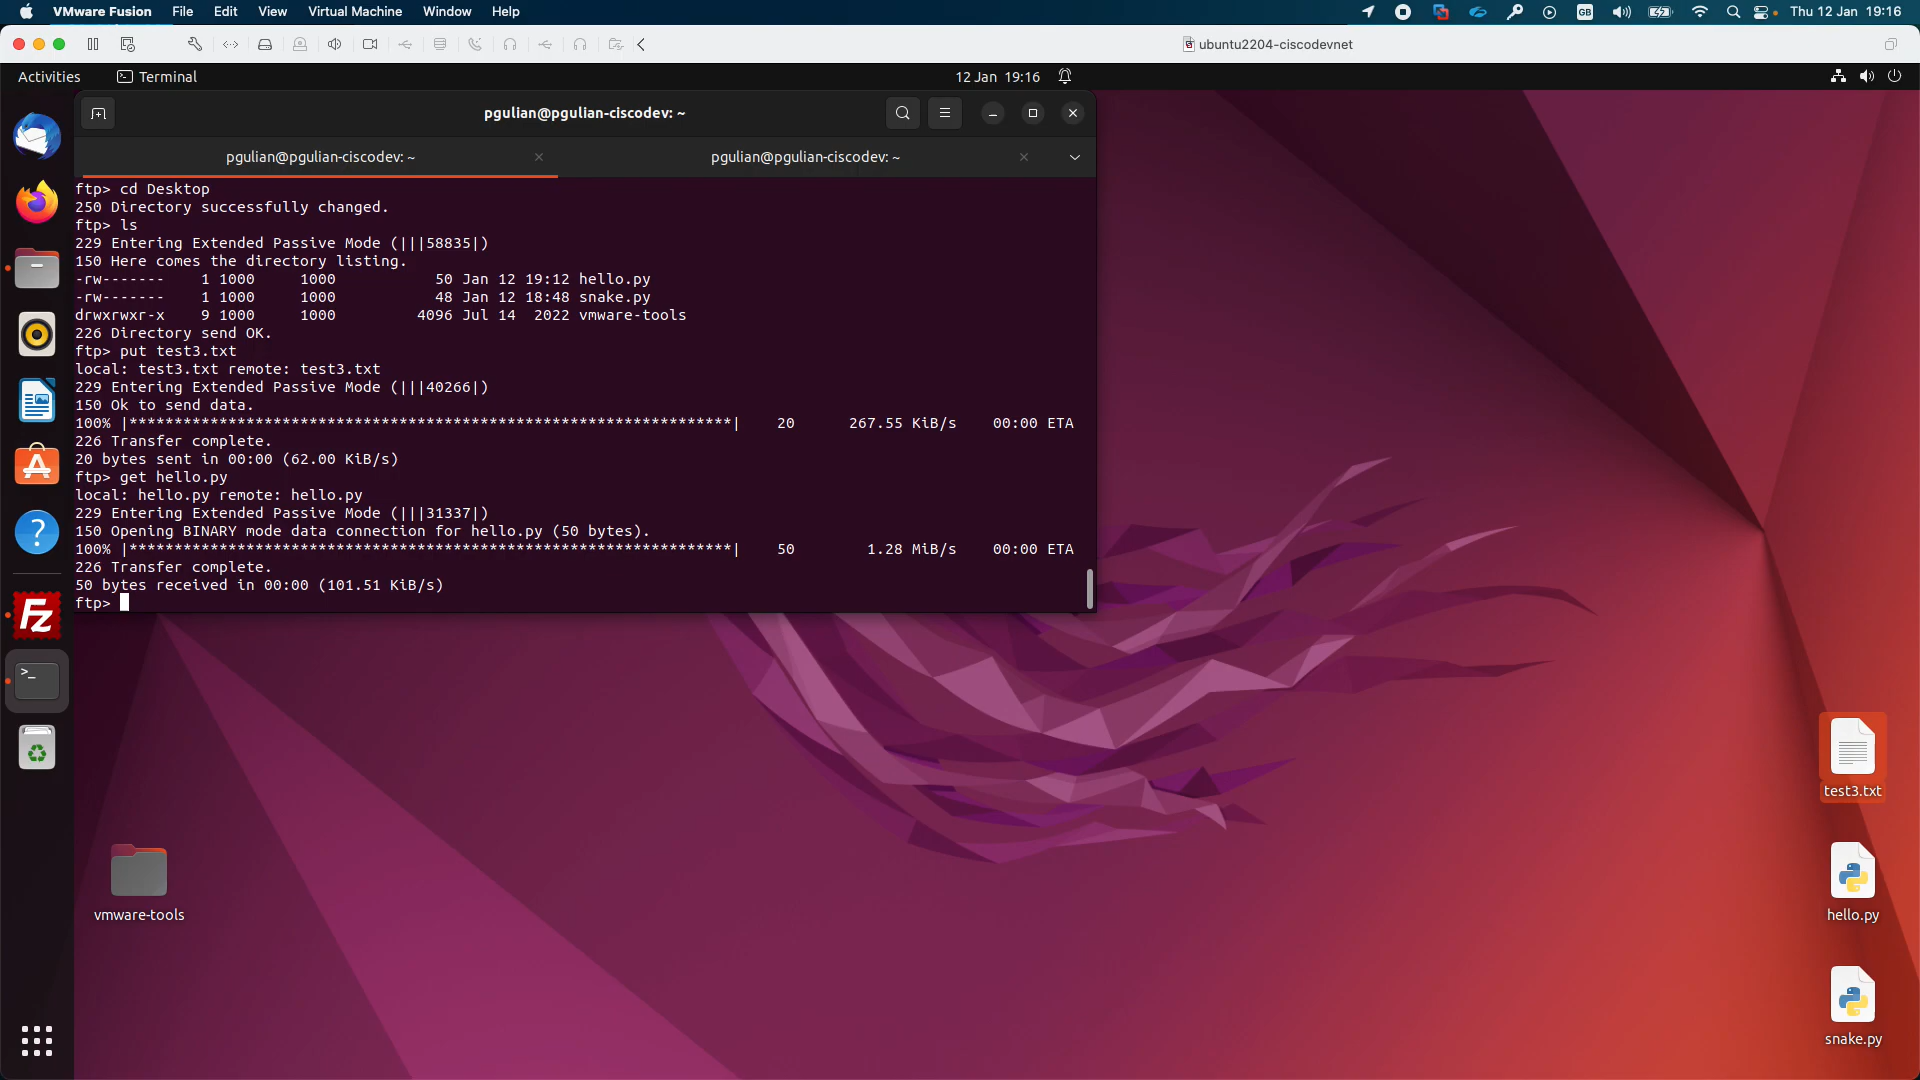 VMware Fusion File Edit View Virtual Machine Window Help GB Thu 12 Jan 19:16
ubuntu2204-ciscodevnet
Activities Terminal 12 Jan 19:16
pgulian@pgulian-ciscodev: ~
pgulian@pgulian-ciscodev: ~ pgulian@pgulian-ciscodev: ~
ftp> cd Desktop
250 Directory successfully changed.
ftp> ls
229 Entering Extended Passive Mode (|||58835|)
150 Here comes the directory listing.
-rw------- 1 1000 1000 50 Jan 12 19:12 hello.py
-rw------- 1 1000 1000 48 Jan 12 18:48 snake.py
drwxrwxr-x 9 1000 1000 4096 Jul 14 2022 vmware-tools
226 Directory send OK.
ftp> put test3.txt
local: test3.txt remote: test3.txt
229 Entering Extended Passive Mode (|||40266|)
150 Ok to send data.
100% |*******************************************************************| 20 267.55 KiB/s 00:00 ETA
226 Transfer complete.
20 bytes sent in 00:00 (62.00 KiB/s)
ftp> get hello.py
local: hello.py remote: hello.py
229 Entering Extended Passive Mode (|||31337|)
150 Opening BINARY mode data connection for hello.py (50 bytes).
100% |*******************************************************************| 50 1.28 MiB/s 00:00 ETA
226 Transfer complete.
50 bytes received in 00:00 (101.51 KiB/s)
ftp>
Fz
test3.txt
vmware-tools
hello.py
snake.py